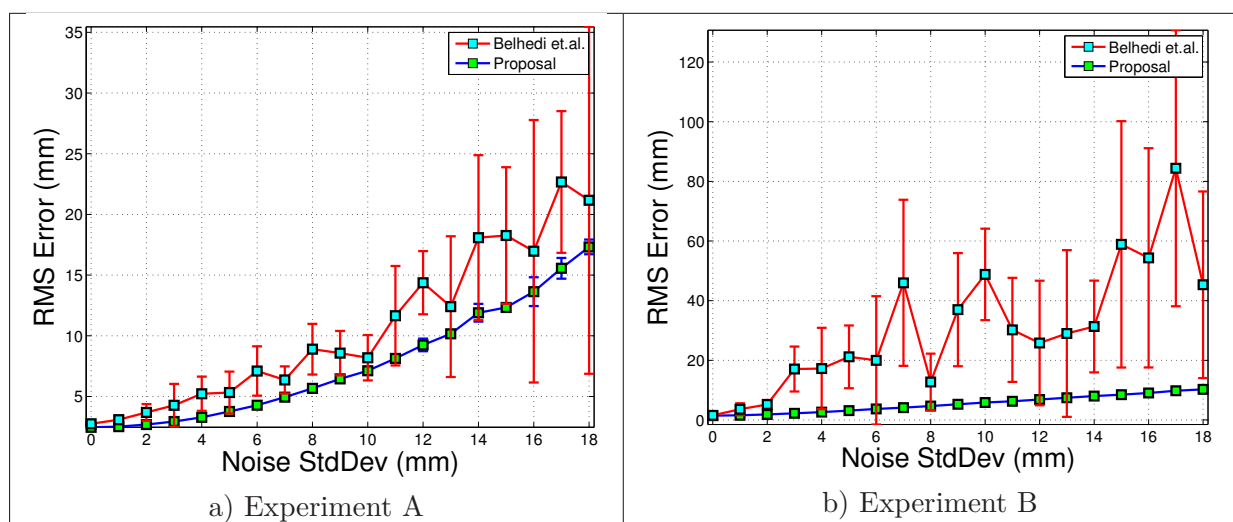 35
30
25
20
15
10
5
0 2 4 6 8 10 12 14 16 18
RMS Error (mm)
Noise StdDev (mm)
Belhedi et.al.
Proposal
a) Experiment A
120
100
80
60
40
20
0
0 2 4 6 8 10 12 14 16 18
RMS Error (mm)
Noise StdDev (mm)
Belhedi et.al.
Proposal
b) Experiment B